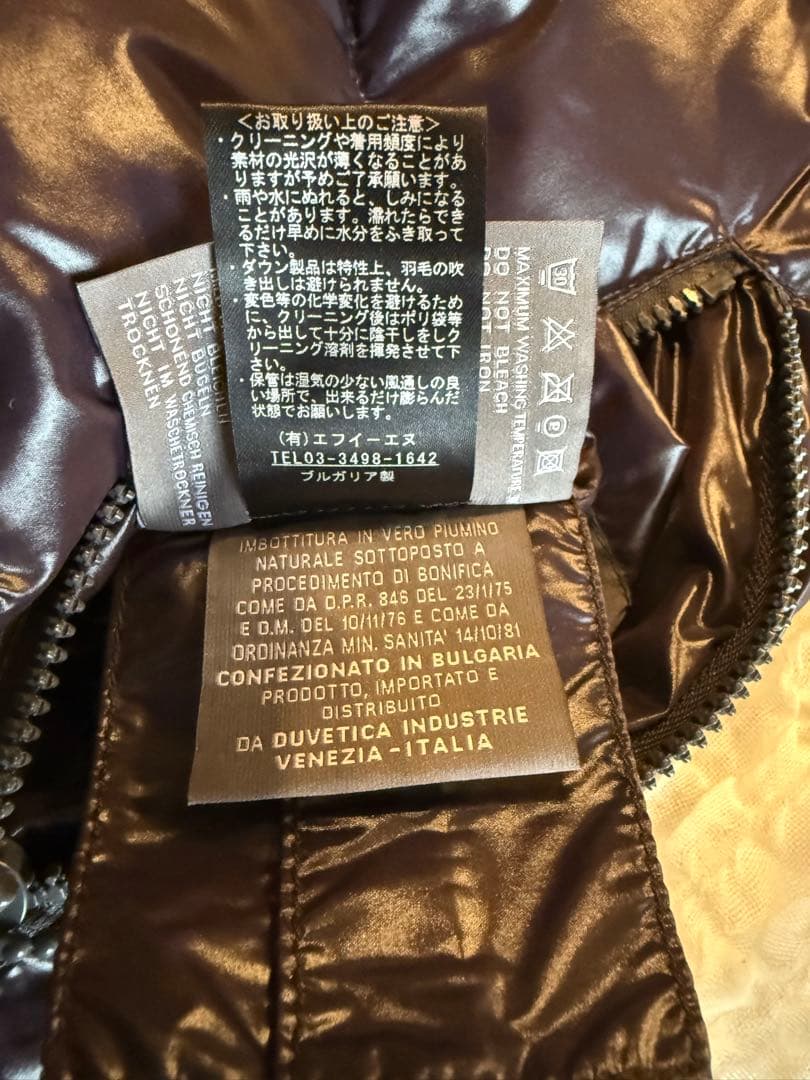 <お取り扱い上のご注意>
・クリーニングや着用頻度により
素材の光沢が薄くなることがあ
りますが予めご了承願います。
・雨や水にぬれると、しみになる
ことがあります。濡れたらでき
るだけ早めに水分をふき取って
下さい。
・ダウン製品は特性上、羽毛の吹
き出しは避けられません。
・変色等の化学変化を避けるため
に、クリーニング後はポリ袋等
から出して十分に陰干しをしク
リーニング溶剤を揮発させて下
さい。
・保管は湿気の少ない風通しの良
い場所で、出来るだけ膨らんだ
状態でお願いします。
(有)エフイーエヌ
TEL03-3498-1642
ブルガリア製
NICHT BLEICHEN
NICHT BÜGELN
SCHONEND CHEMISCH REINIGEN
NICHT IM WASCHETROCKNER
TROCKNEN
30
P
MAXIMUM WASHING TEMPERATURE
DO NOT BLEACH
DO NOT IRON
IMBOTTITURA IN VERO PIUMINO
NATURALE SOTTOPOSTO A
PROCEDIMENTO DI BONIFICA
COME DA D.P.R. 846 DEL 23/1/75
E D.M. DEL 10/11/76 E COME DA
ORDINANZA MIN. SANITA' 14/10/81
CONFEZIONATO IN BULGARIA
PRODOTTO, IMPORTATO E
DISTRIBUITO
DA DUVETICA INDUSTRIE
VENEZIA-ITALIA